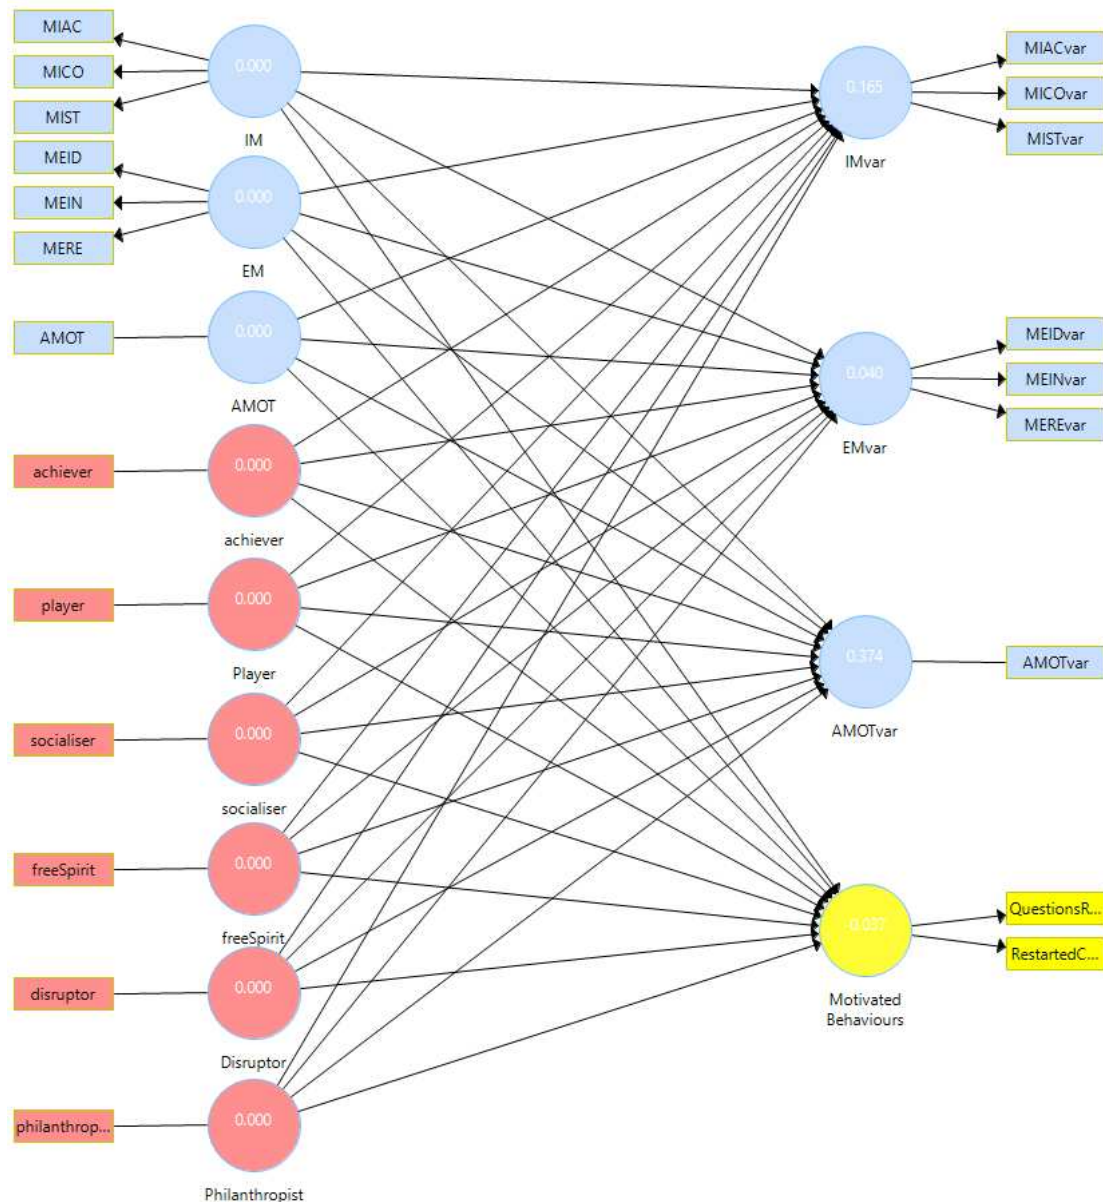 MIAC
MICO
MIST
0.000
IM
MEID
MEIN
MERE
0.000
EM
AMOT
0.000
AMOT
achiever
0.000
achiever
player
0.000
Player
socialiser
0.000
socialiser
freeSpirit
0.000
freeSpirit
disruptor
0.000
Disruptor
philanthrop...
0.000
Philanthropist
0.165
IMvar
MIACvar
MICOvar
MISTvar
0.040
EMvar
MEIDvar
MEINvar
MEREvar
0.374
AMOTvar
AMOTvar
-0.037
Motivated
Behaviours
QuestionsR...
RestartedC...